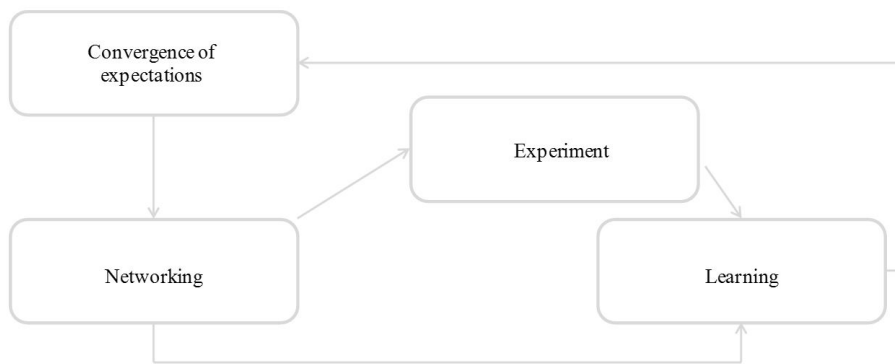 Convergence of
expectations
Experiment
Networking
Learning